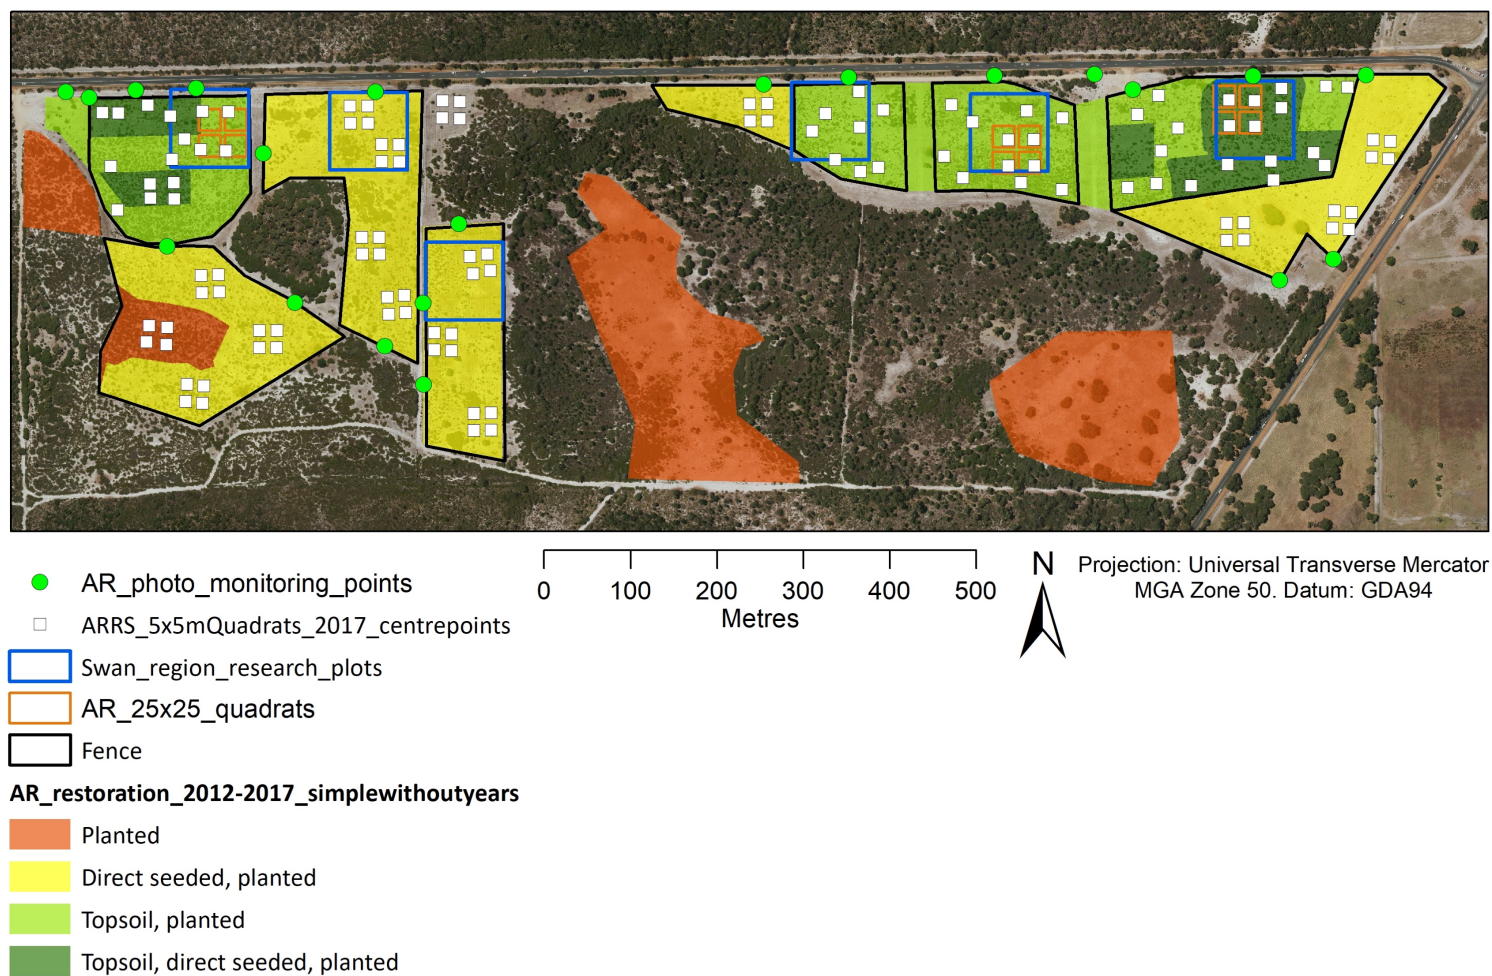 AR_photo_monitoring_points
ARRS_5x5mQuadrats_2017_centrepoints
Swan_region_research_plots
AR_25x25_quadrats
Fence
AR_restoration_2012-2017_simplewithoutyears
Planted
Direct seeded, planted
Topsoil, planted
Topsoil, direct seeded, planted
0 100 200 300 400 500
Metres
N
Projection: Universal Transverse Mercator
MGA Zone 50. Datum: GDA94